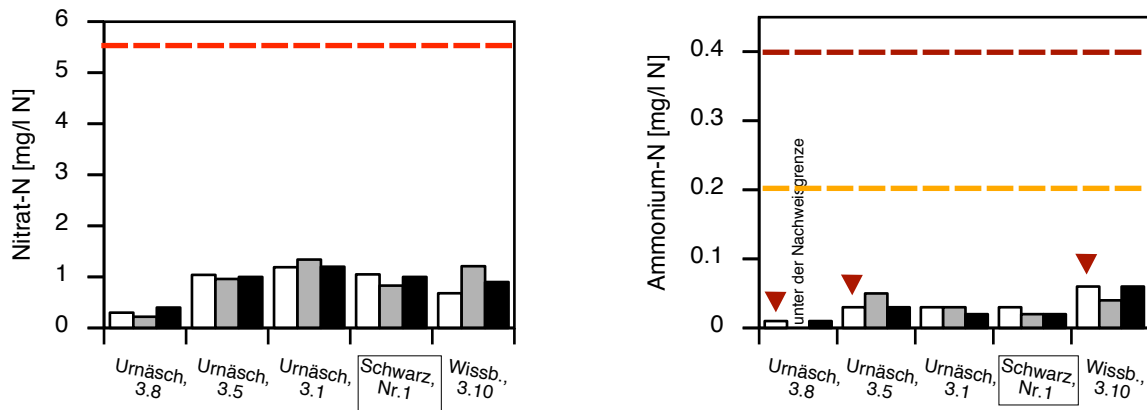 Nitrat-N [mg/l N]
6
5
4
3
2
1
0
Urnäsch,
3.8
Urnäsch,
3.5
Urnäsch,
3.1
Schwarz,
Nr.1
Wissb.,
3.10
Ammonium-N [mg/l N]
0.4
0.3
0.2
0.1
0
unter der Nachweisgrenze
Urnäsch,
3.8
Urnäsch,
3.5
Urnäsch,
3.1
Schwarz,
Nr.1
Wissb.,
3.10